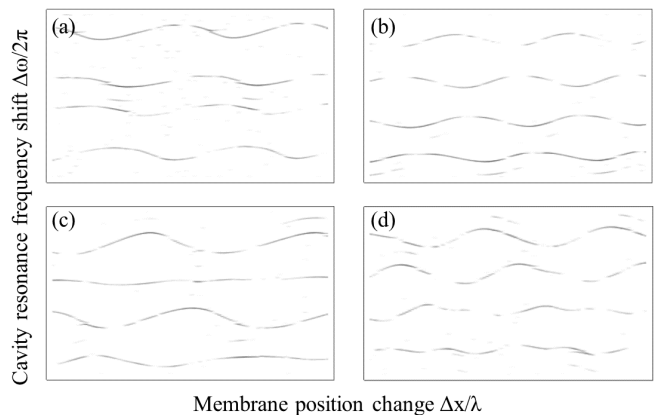 (a)
(b)
(c)
(d)
Cavity resonance frequency shift Δω/2π
Membrane position change Δx/λ